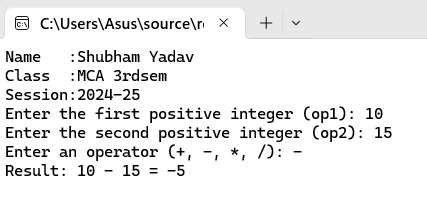 C:\Users\Asus\source\r
Name   :Shubham Yadav
Class  :MCA 3rdsem
Session:2024-25
Enter the first positive integer (op1): 10
Enter the second positive integer (op2): 15
Enter an operator (+, -, *, /): -
Result: 10 - 15 = -5